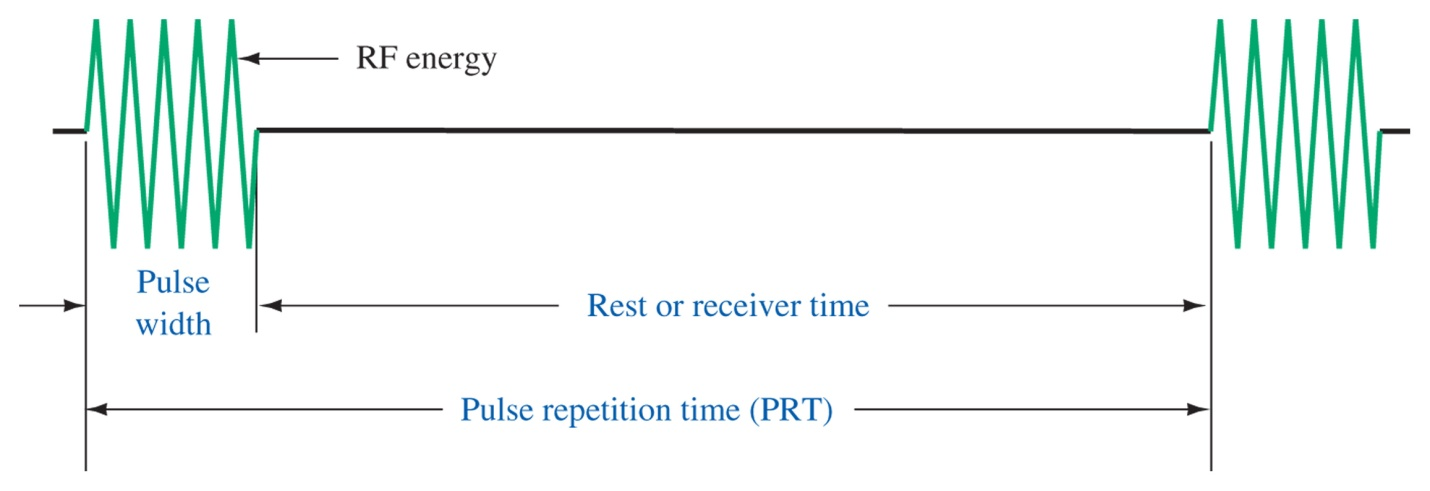 RF energy
Pulse
width
Rest or receiver time
Pulse repetition time (PRT)